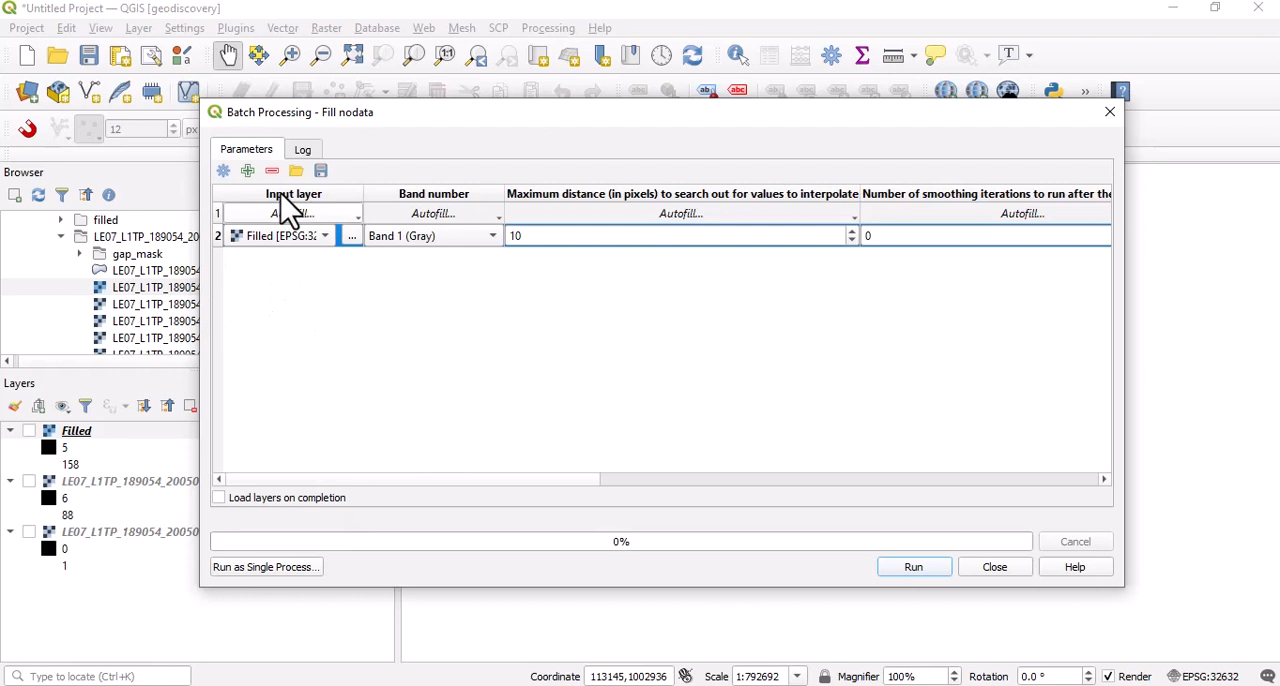 *Untitled Project — QGIS [geodiscovery]
Project Edit View Layer Settings Plugins Vector Raster Database Web Mesh SCP Processing Help
12 px
Batch Processing - Fill nodata
Parameters Log
Browser
Input layer Band number Maximum distance (in pixels) to search out for values to interpolate Number of smoothing iterations to run after the
1 Autofill... Autofill... Autofill...
2 Filled [EPSG:32 ... Band 1 (Gray) 10 0
filled
LE07_L1TP_189054_20
gap_mask
LE07_L1TP_189054
LE07_L1TP_189054
LE07_L1TP_189054
LE07_L1TP_189054
LE07_L1TP_189054
Layers
Filled
5
158
LE07_L1TP_189054_20050
6
88
LE07_L1TP_189054_20050
0
1
Load layers on completion
0% Cancel
Run as Single Process... Run Close Help
Type to locate (Ctrl+K) Coordinate 113145,1002936 Scale 1:792692 Magnifier 100% Rotation 0.0 ° Render EPSG:32632